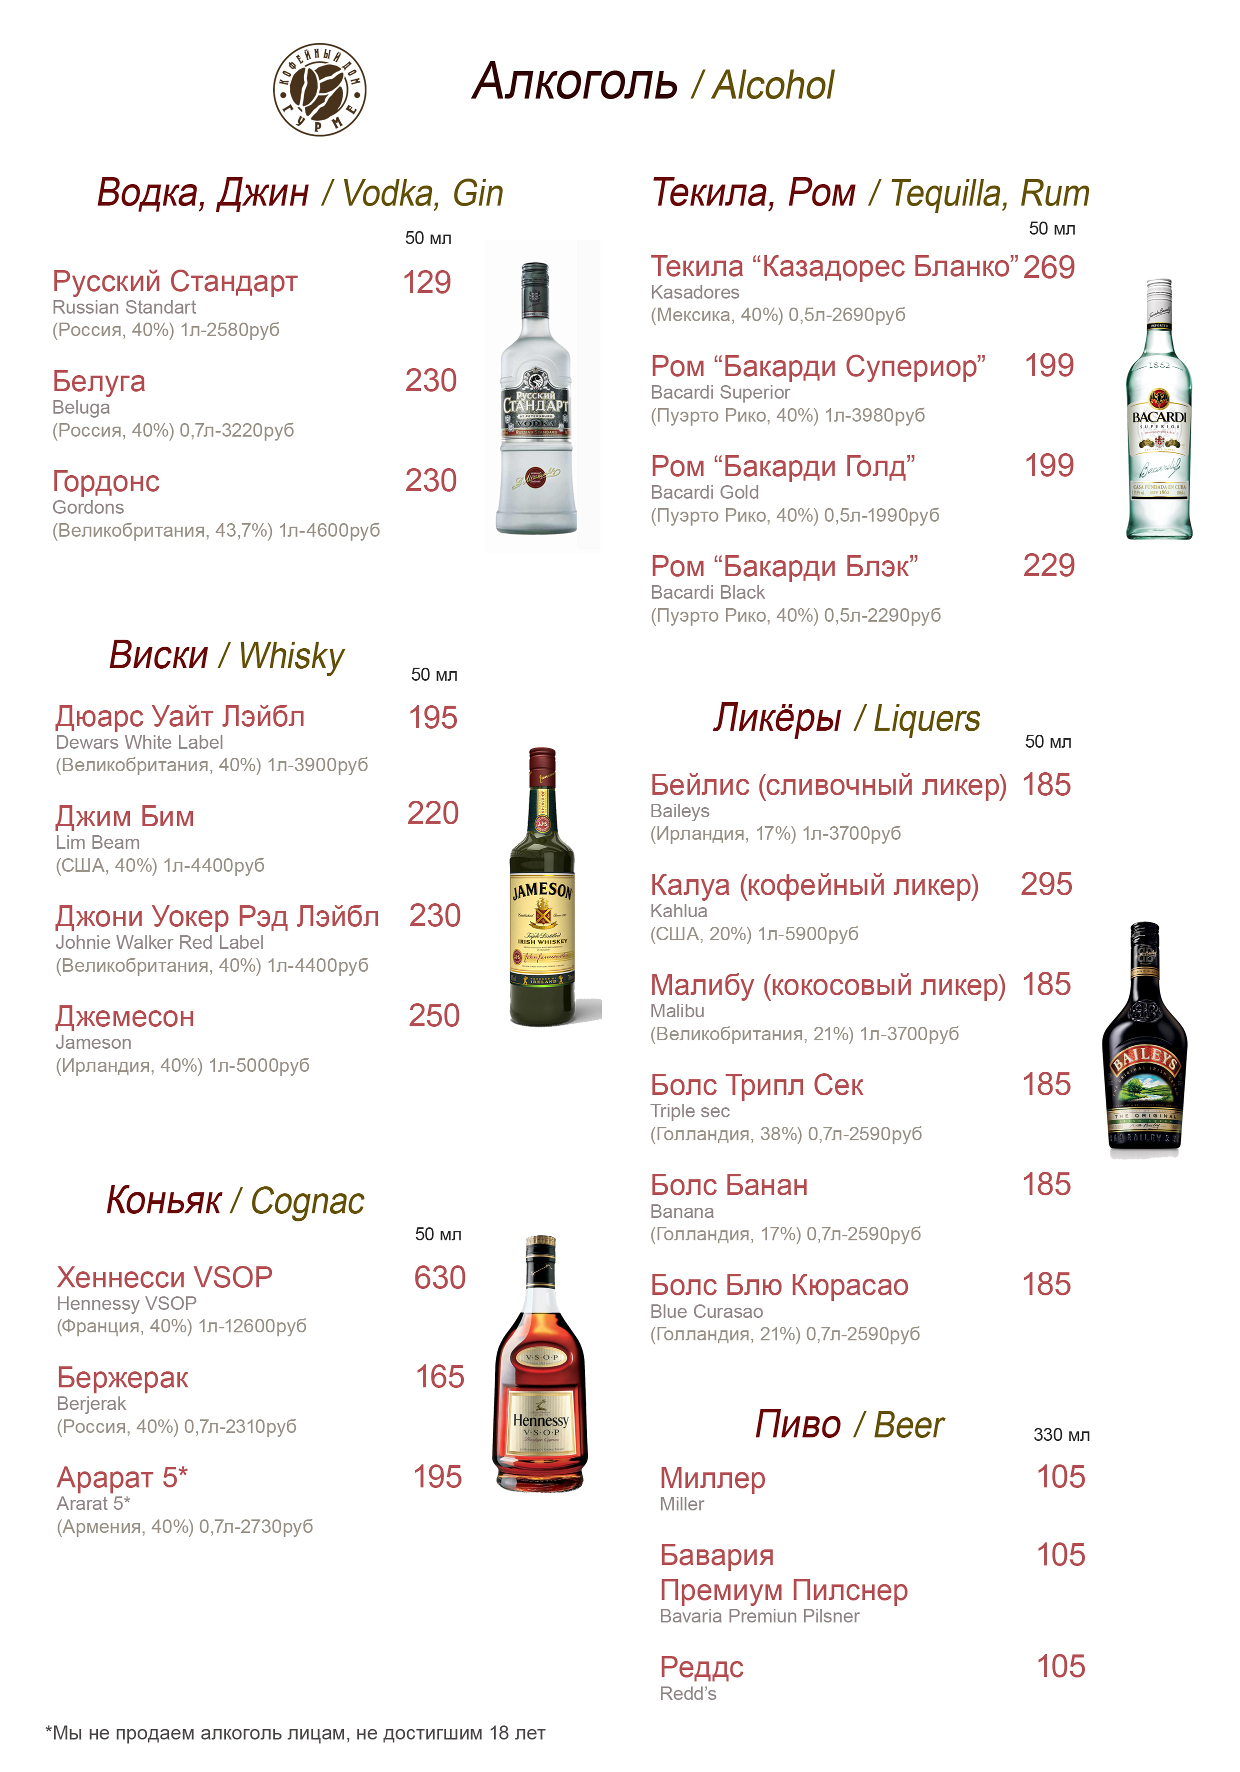 КОФЕЙНЫЙ ДОМ
ГУРМЕ
Алкоголь / Alcohol
Водка, Джин / Vodka, Gin
50 мл
Русский Стандарт 129
Russian Standart
(Россия, 40%) 1л-2580руб
Белуга 230
Beluga
(Россия, 40%) 0,7л-3220руб
Гордонс 230
Gordons
(Великобритания, 43,7%) 1л-4600руб
РУССКИЙ
СТАНДАРТ
VODKA
Виски / Whisky
50 мл
Дюарс Уайт Лэйбл 195
Dewars White Label
(Великобритания, 40%) 1л-3900руб
Джим Бим 220
Lim Beam
(США, 40%) 1л-4400руб
Джони Уокер Рэд Лэйбл 230
Johnie Walker Red Label
(Великобритания, 40%) 1л-4400руб
Джемесон 250
Jameson
(Ирландия, 40%) 1л-5000руб
JAMESON
IRISH WHISKEY
Коньяк / Cognac
50 мл
Хеннесси VSOP 630
Hennessy VSOP
(Франция, 40%) 1л-12600руб
Бержерак 165
Berjerak
(Россия, 40%) 0,7л-2310руб
Арарат 5* 195
Ararat 5*
(Армения, 40%) 0,7л-2730руб
V·S·O·P
Hennessy
V·S·O·P
Текила, Ром / Tequilla, Rum
50 мл
Текила “Казадорес Бланко” 269
Kasadores
(Мексика, 40%) 0,5л-2690руб
Ром “Бакарди Супериор” 199
Bacardi Superior
(Пуэрто Рико, 40%) 1л-3980руб
Ром “Бакарди Голд” 199
Bacardi Gold
(Пуэрто Рико, 40%) 0,5л-1990руб
Ром “Бакарди Блэк” 229
Bacardi Black
(Пуэрто Рико, 40%) 0,5л-2290руб
1862
BACARDI
SUPERIOR
Ликёры / Liquers
50 мл
Бейлис (сливочный ликер) 185
Baileys
(Ирландия, 17%) 1л-3700руб
Калуа (кофейный ликер) 295
Kahlua
(США, 20%) 1л-5900руб
Малибу (кокосовый ликер) 185
Malibu
(Великобритания, 21%) 1л-3700руб
Болс Трипл Сек 185
Triple sec
(Голландия, 38%) 0,7л-2590руб
Болс Банан 185
Banana
(Голландия, 17%) 0,7л-2590руб
Болс Блю Кюрасао 185
Blue Curasao
(Голландия, 21%) 0,7л-2590руб
BAILEYS
THE ORIGINAL
Пиво / Beer
330 мл
Миллер 105
Miller
Бавария 105
Премиум Пилснер
Bavaria Premiun Pilsner
Реддс 105
Redd’s
*Мы не продаем алкоголь лицам, не достигшим 18 лет